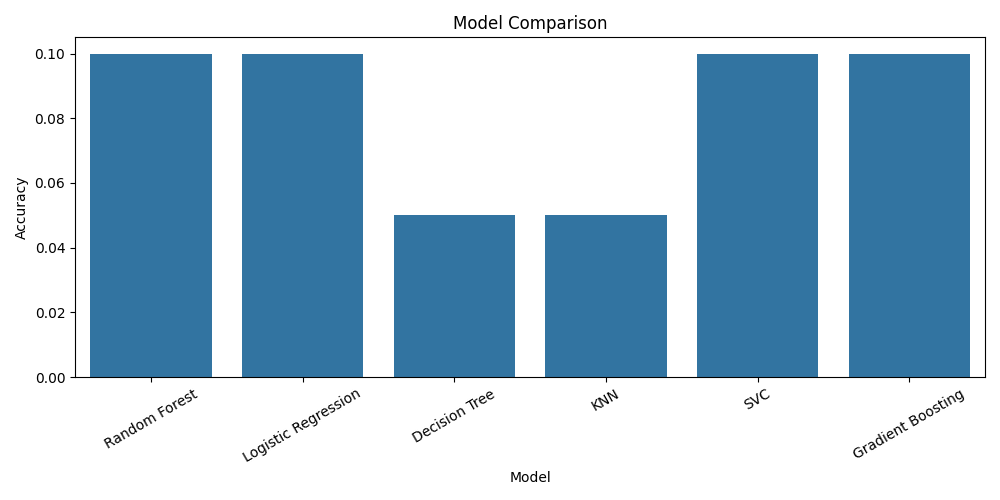 Model Comparison
Accuracy
0.10
0.08
0.06
0.04
0.02
0.00
Random Forest
Logistic Regression
Decision Tree
KNN
SVC
Gradient Boosting
Model